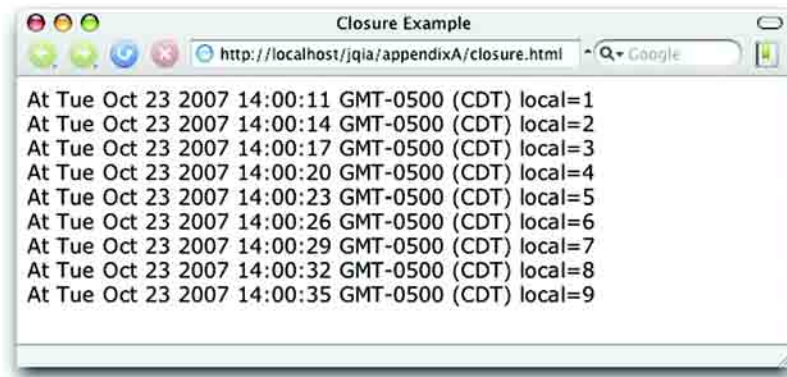 Closure Example
http://localhost/jqia/appendixA/closure.html
Google
At Tue Oct 23 2007 14:00:11 GMT-0500 (CDT) local=1
At Tue Oct 23 2007 14:00:14 GMT-0500 (CDT) local=2
At Tue Oct 23 2007 14:00:17 GMT-0500 (CDT) local=3
At Tue Oct 23 2007 14:00:20 GMT-0500 (CDT) local=4
At Tue Oct 23 2007 14:00:23 GMT-0500 (CDT) local=5
At Tue Oct 23 2007 14:00:26 GMT-0500 (CDT) local=6
At Tue Oct 23 2007 14:00:29 GMT-0500 (CDT) local=7
At Tue Oct 23 2007 14:00:32 GMT-0500 (CDT) local=8
At Tue Oct 23 2007 14:00:35 GMT-0500 (CDT) local=9